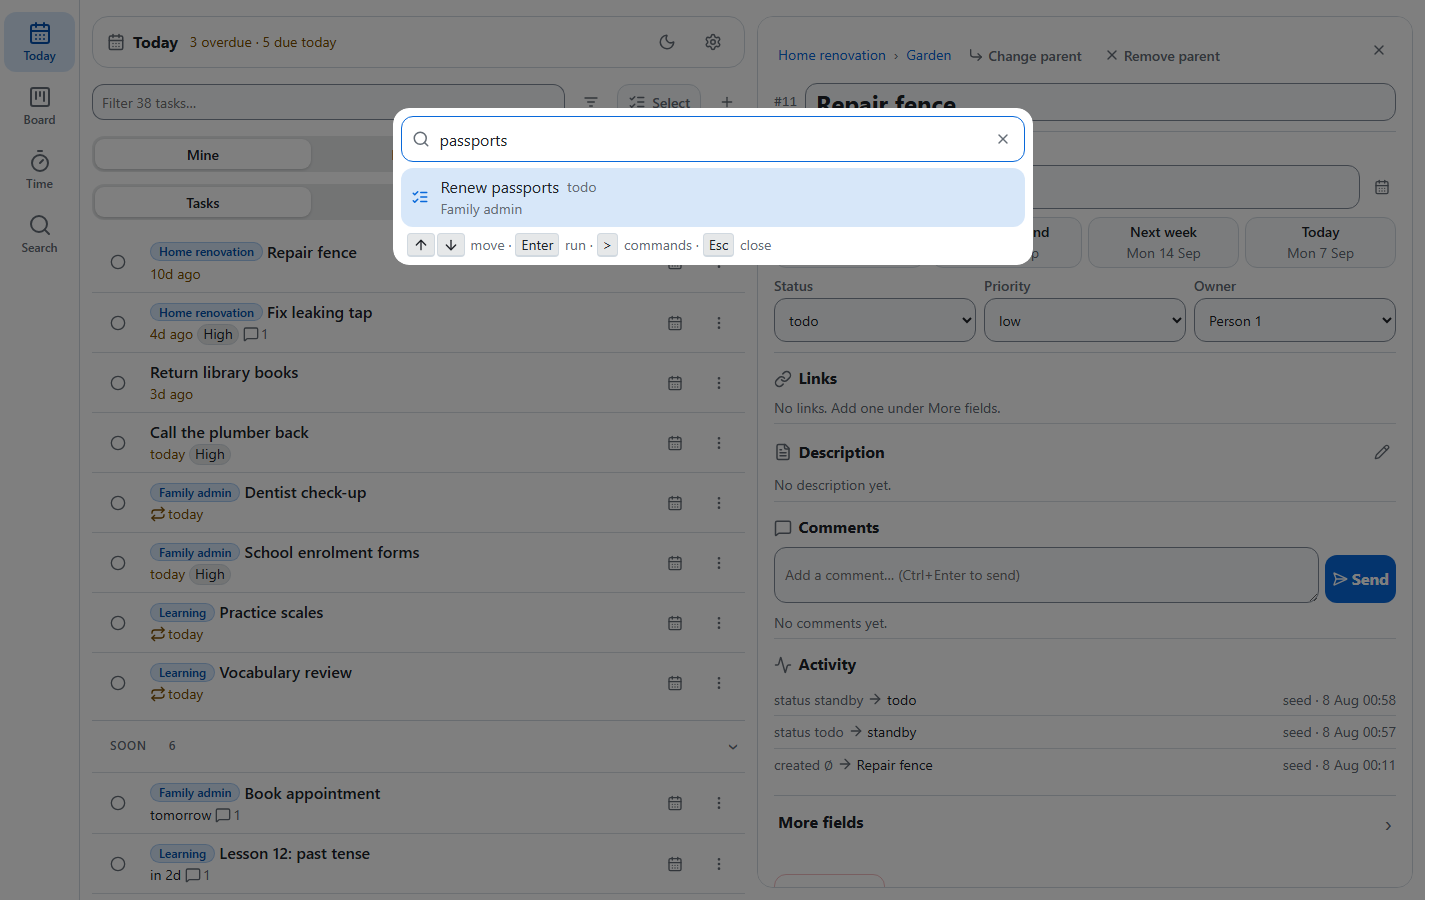 Today
Board
Time
Search
Today 3 overdue · 5 due today
Filter 38 tasks...
Select
Mine
Tasks
Home renovation Repair fence
10d ago
Home renovation Fix leaking tap
4d ago High 1
Return library books
3d ago
Call the plumber back
today High
Family admin Dentist check-up
today
Family admin School enrolment forms
today High
Learning Practice scales
today
Learning Vocabulary review
today
SOON 6
Family admin Book appointment
tomorrow 1
Learning Lesson 12: past tense
in 2d 1
passports
Renew passports todo
Family admin
move · Enter run · > commands · Esc close
Home renovation › Garden Change parent Remove parent
#11 Repair fence
Next week
Mon 14 Sep
Today
Mon 7 Sep
Status Priority Owner
todo low Person 1
Links
No links. Add one under More fields.
Description
No description yet.
Comments
Add a comment... (Ctrl+Enter to send)
Send
No comments yet.
Activity
status standby → todo seed · 8 Aug 00:58
status todo → standby seed · 8 Aug 00:57
created ∅ → Repair fence seed · 8 Aug 00:11
More fields